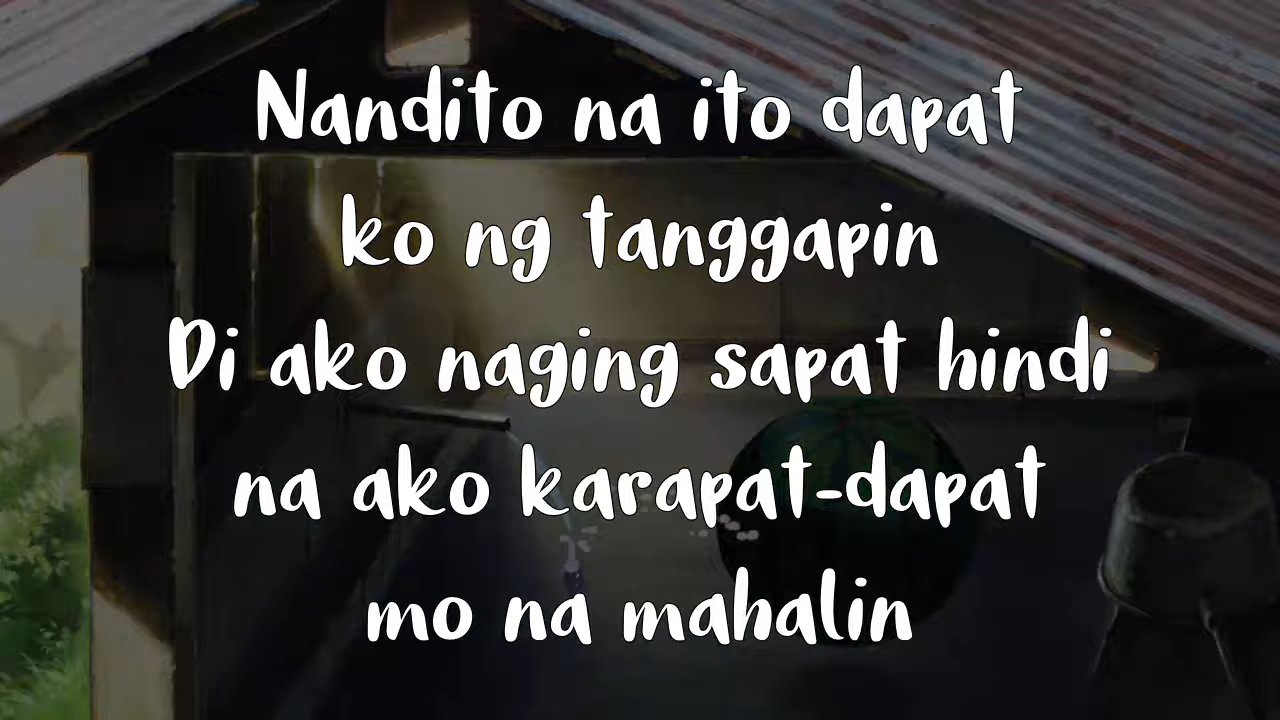 Nandito na ito dapat
ko ng tanggapin
Di ako naging sapat hindi
na ako karapat-dapat
mo na mahalin